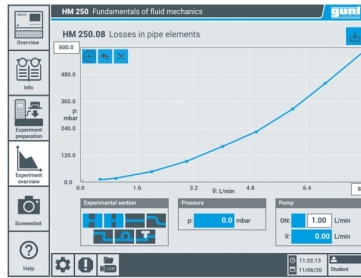 HM 250 Fundamentals of fluid mechanics
gunt
HM 250.08 Losses in pipe elements
Overview
Info
Experiment preparation
Experiment overview
Screenshot
Help
600.0
480.0
360.0
p:
mbar
240.0
120.0
0.0
0.0 1.6 3.2 4.8 6.4 8
V̇: L/min
Experimental section
Pressure
p: 0.0 mbar
Pump
ON: 1.00 L/min
V̇: 0.00 L/min
11:32:13
11/06/20
Student